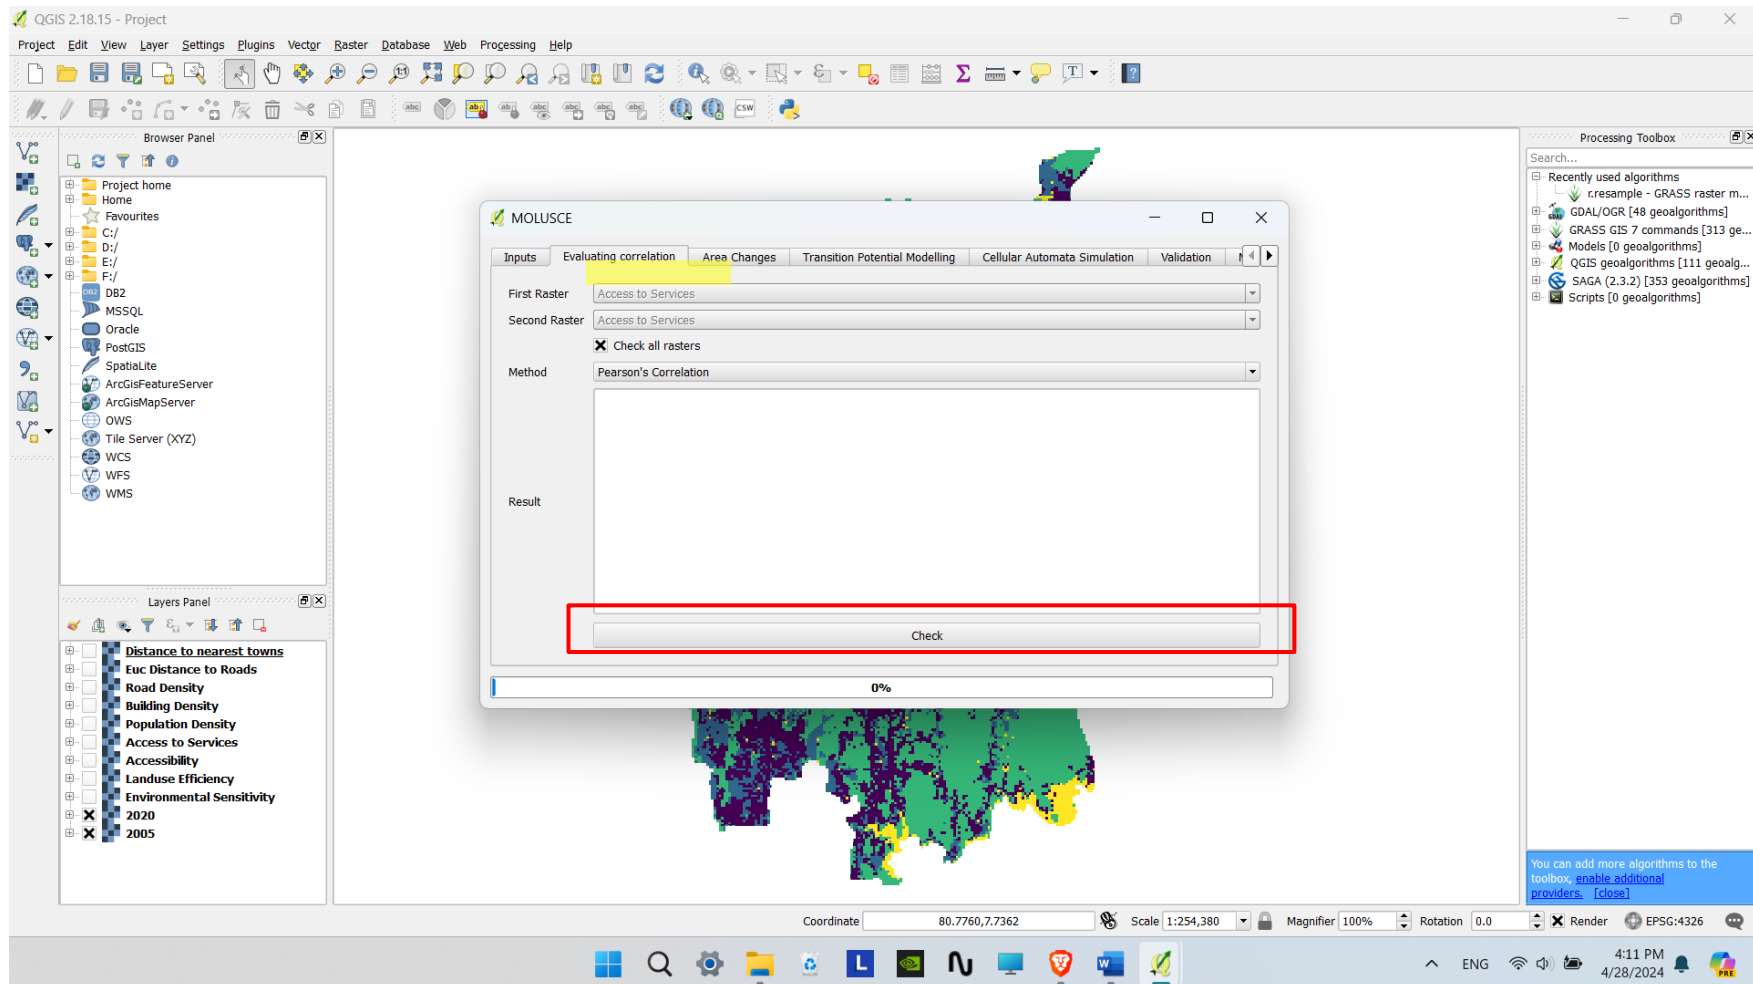 QGIS 2.18.15 - Project
Project Edit View Layer Settings Plugins Vector Raster Database Web Processing Help
Browser Panel
Project home
Home
Favourites
C:/
D:/
E:/
F:/
DB2
MSSQL
Oracle
PostGIS
SpatiaLite
ArcGisFeatureServer
ArcGisMapServer
OWS
Tile Server (XYZ)
WCS
WFS
WMS
Layers Panel
Distance to nearest towns
Euc Distance to Roads
Road Density
Building Density
Population Density
Access to Services
Accessibility
Landuse Efficiency
Environmental Sensitivity
2020
2005
MOLUSCE
Inputs Evaluating correlation Area Changes Transition Potential Modelling Cellular Automata Simulation Validation
First Raster Access to Services
Second Raster Access to Services
Check all rasters
Method Pearson's Correlation
Result
Check
0%
Processing Toolbox
Search...
Recently used algorithms
r.resample - GRASS raster m...
GDAL/OGR [48 geoalgorithms]
GRASS GIS 7 commands [313 ge...
Models [0 geoalgorithms]
QGIS geoalgorithms [111 geoalg...
SAGA (2.3.2) [353 geoalgorithms]
Scripts [0 geoalgorithms]
You can add more algorithms to the
toolbox, enable additional
providers. [close]
Coordinate 80.7760,7.7362 Scale 1:254,380 Magnifier 100% Rotation 0.0 Render EPSG:4326
ENG
4:11 PM
4/28/2024